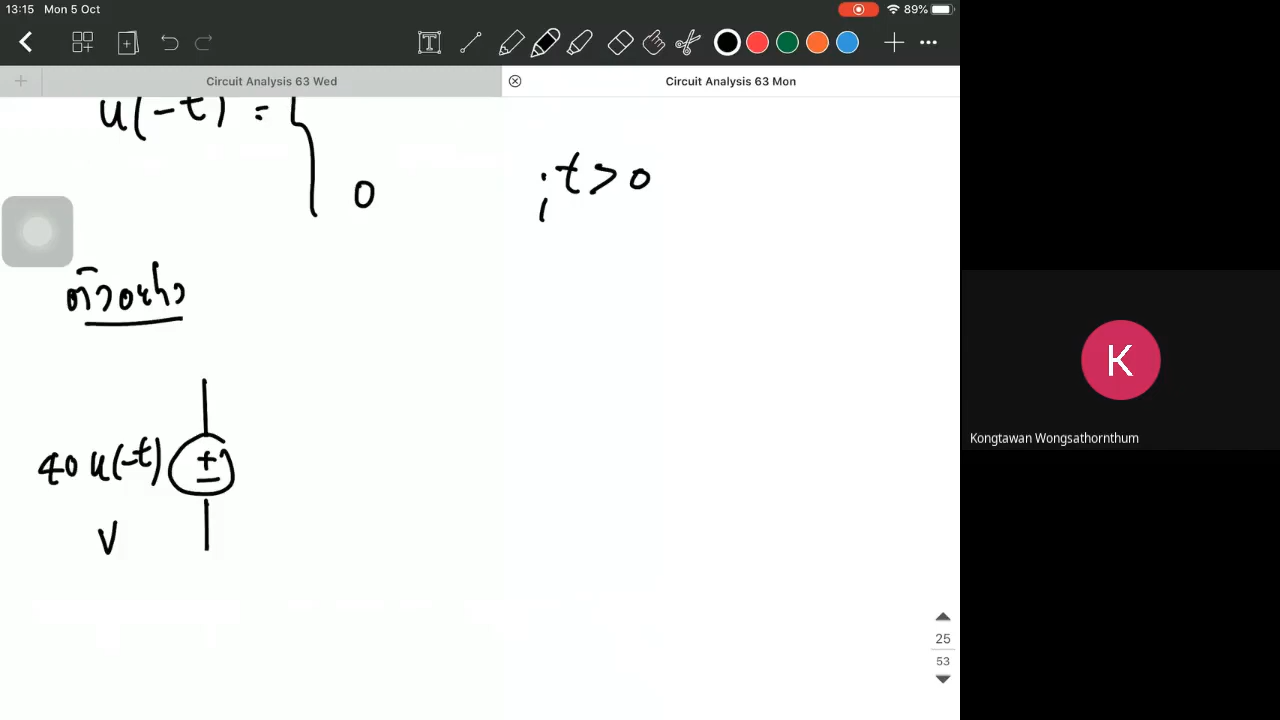 13:15 Mon 5 Oct
89%
Circuit Analysis 63 Wed
Circuit Analysis 63 Mon
u(-t) =
0 ; t > 0
ตัวอย่าง
40 u(-t) + −
V
25
53
K
Kongtawan Wongsathornthum